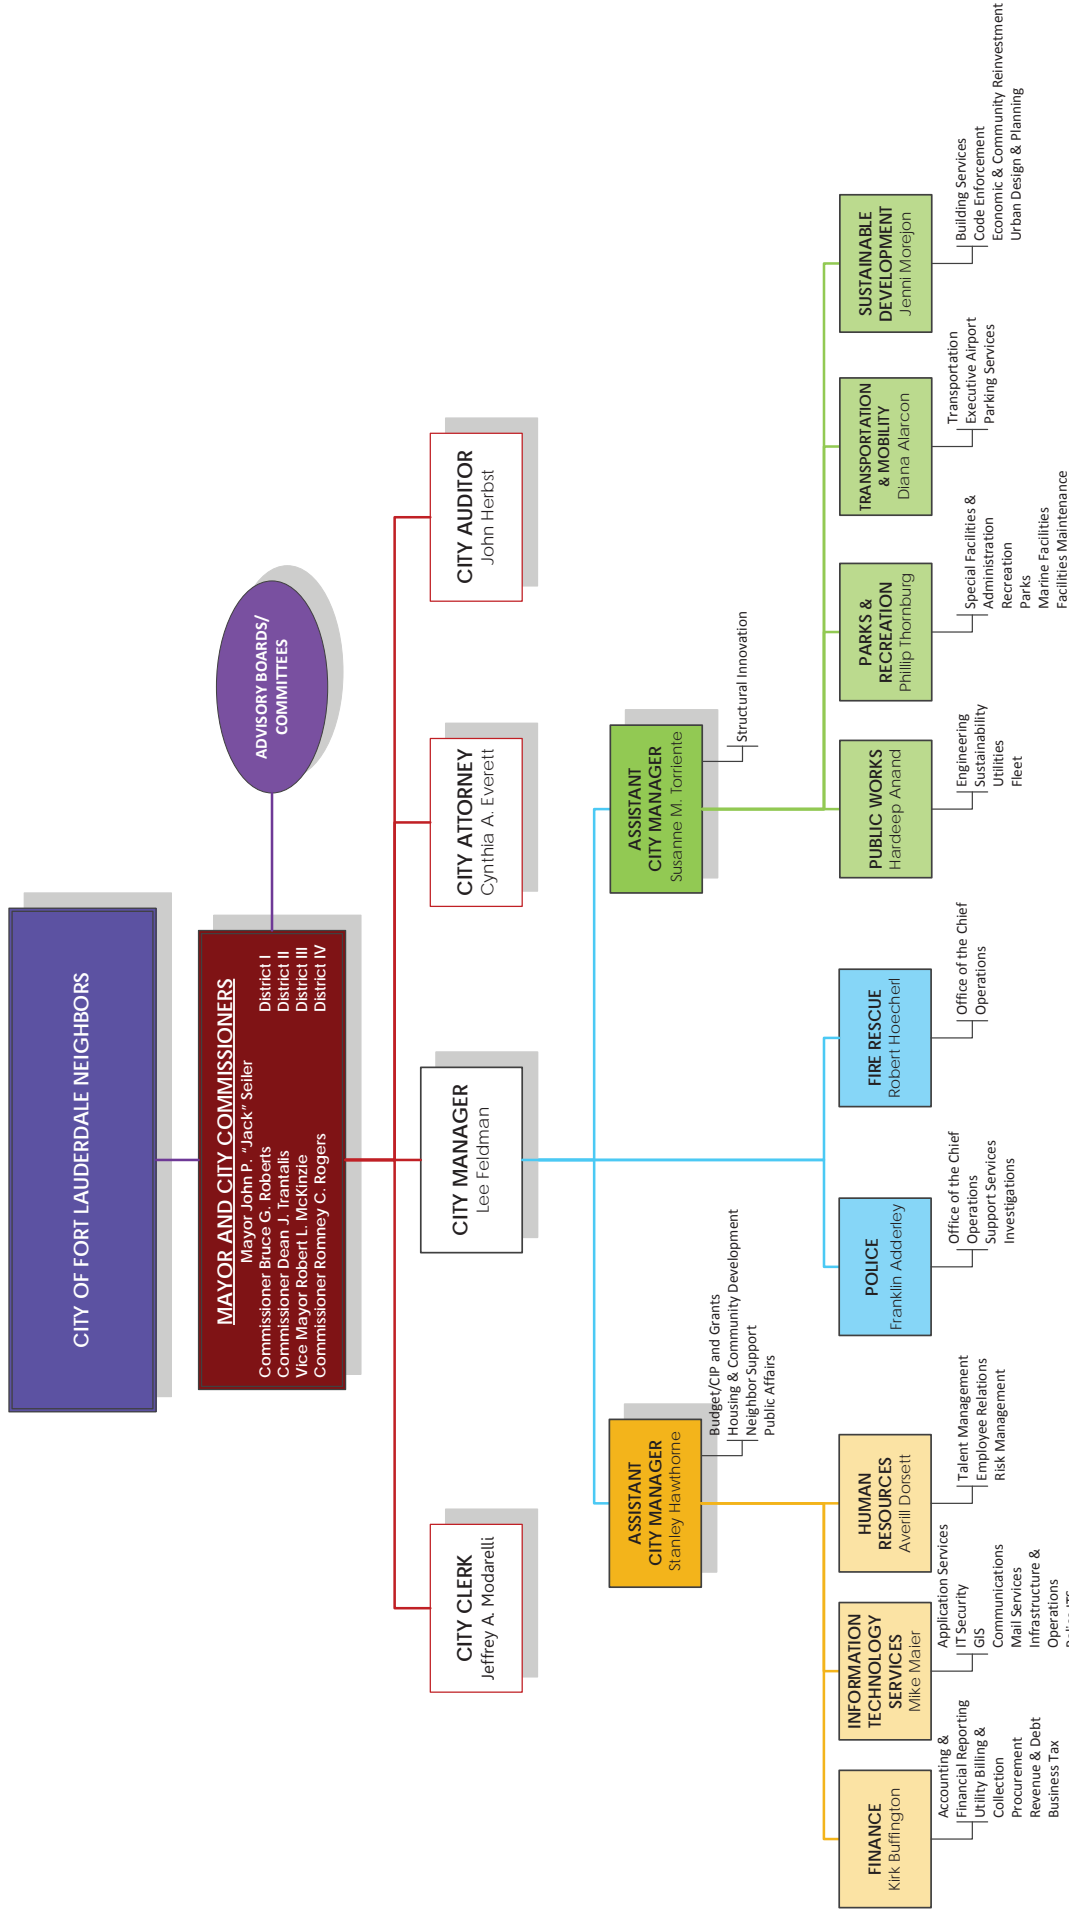 CITY OF FORT LAUDERDALE NEIGHBORS
MAYOR AND CITY COMMISSIONERS
Mayor John P. "Jack" Seiler
Commissioner Bruce G. Roberts District I
Commissioner Dean J. Trantalis District II
Vice Mayor Robert L. McKinzie District III
Commissioner Romney C. Rogers District IV
ADVISORY BOARDS/
COMMITTEES
CITY CLERK
Jeffrey A. Modarelli
CITY MANAGER
Lee Feldman
CITY ATTORNEY
Cynthia A. Everett
CITY AUDITOR
John Herbst
ASSISTANT
CITY MANAGER
Stanley Hawthorne
Budget/CIP and Grants
Housing & Community Development
Neighbor Support
Public Affairs
ASSISTANT
CITY MANAGER
Susanne M. Torriente
Structural Innovation
FINANCE
Kirk Buffington
Accounting &
Financial Reporting
Utility Billing &
Collection
Procurement
Revenue & Debt
Business Tax
INFORMATION
TECHNOLOGY
SERVICES
Mike Maier
Application Services
IT Security
GIS
Communications
Mail Services
Infrastructure &
Operations
HUMAN
RESOURCES
Averill Dorsett
Talent Management
Employee Relations
Risk Management
POLICE
Franklin Adderley
Office of the Chief
Operations
Support Services
Investigations
FIRE RESCUE
Robert Hoecherl
Office of the Chief
Operations
PUBLIC WORKS
Hardeep Anand
Engineering
Sustainability
Utilities
Fleet
PARKS &
RECREATION
Phillip Thornburg
Special Facilities &
Administration
Recreation
Parks
Marine Facilities
Facilities Maintenance
TRANSPORTATION
& MOBILITY
Diana Alarcon
Transportation
Executive Airport
Parking Services
SUSTAINABLE
DEVELOPMENT
Jenni Morejon
Building Services
Code Enforcement
Economic & Community Reinvestment
Urban Design & Planning